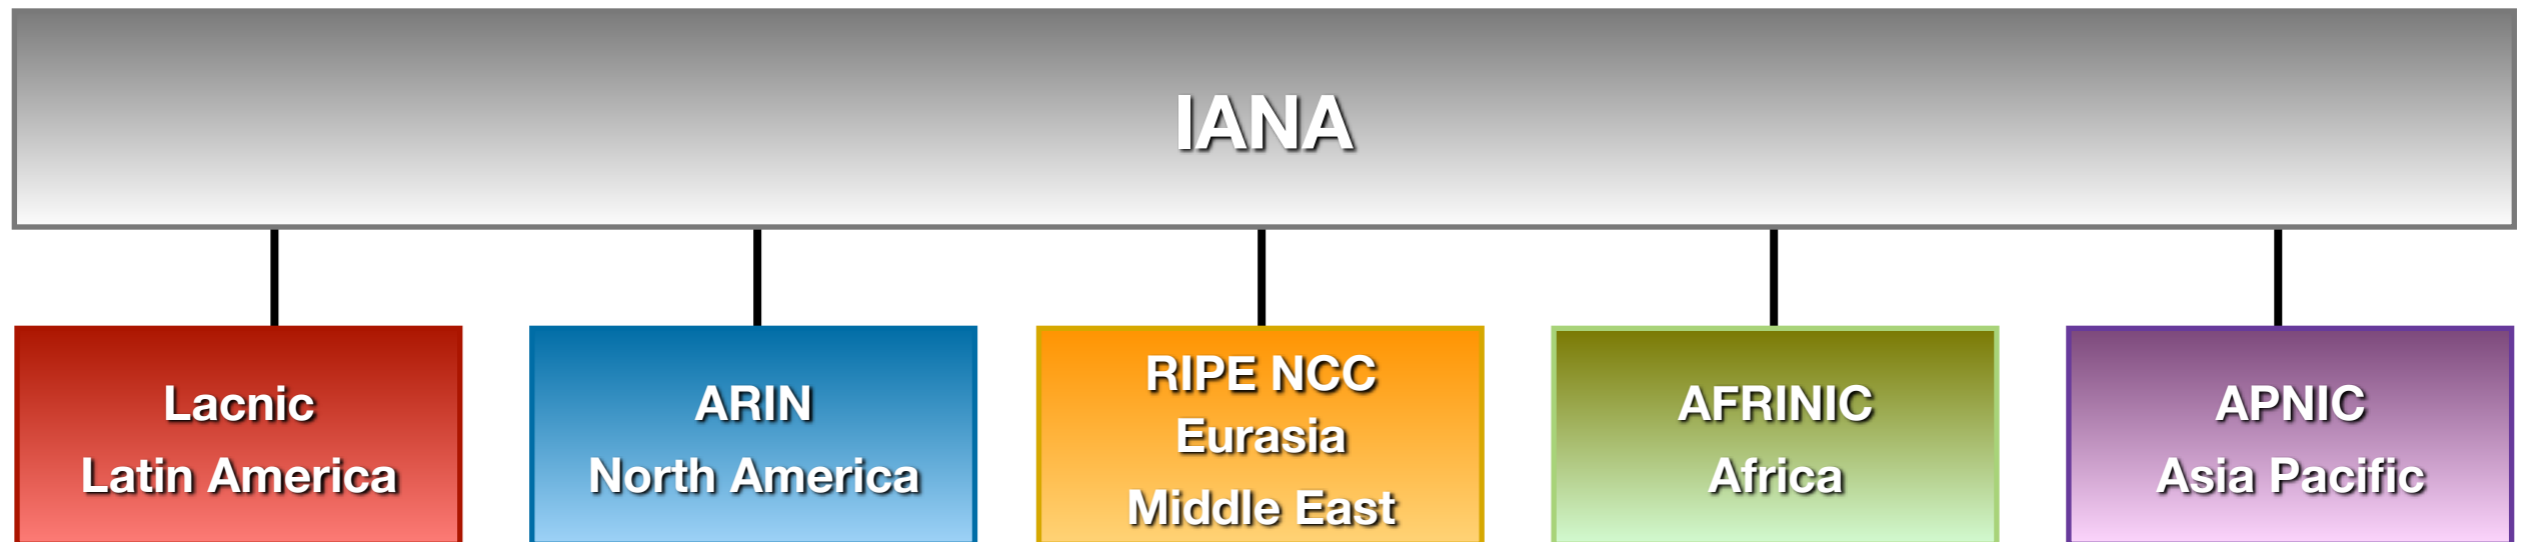 IANA
Lacnic
Latin America
ARIN
North America
RIPE NCC
Eurasia
Middle East
AFRINIC
Africa
APNIC
Asia Pacific